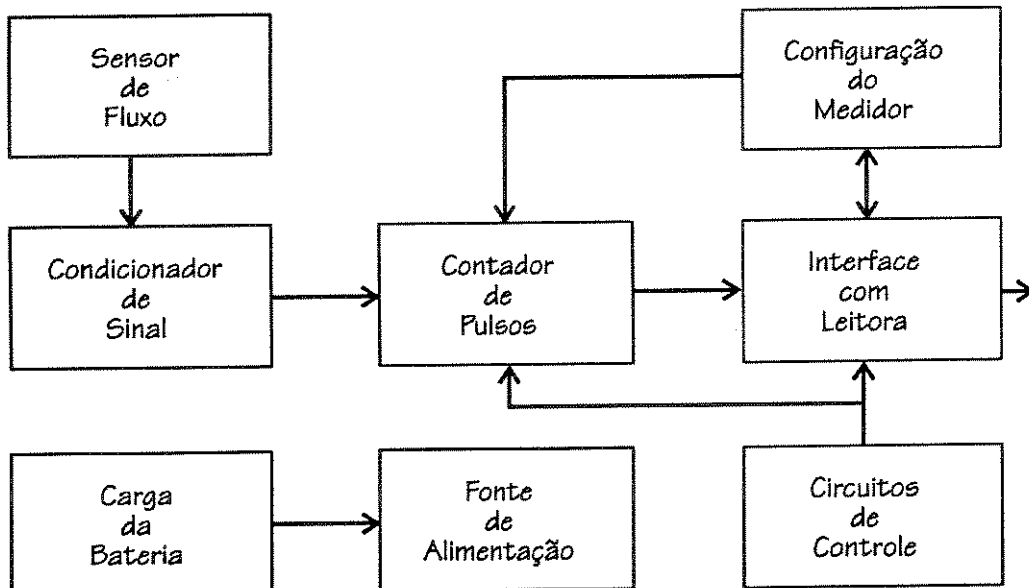 Sensor
de
Fluxo
Configuração
do
Medidor
Condicionador
de
Sinal
Contador
de
Pulsos
Interface
com
Leitora
Carga
da
Bateria
Fonte
de
Alimentação
Circuitos
de
Controle